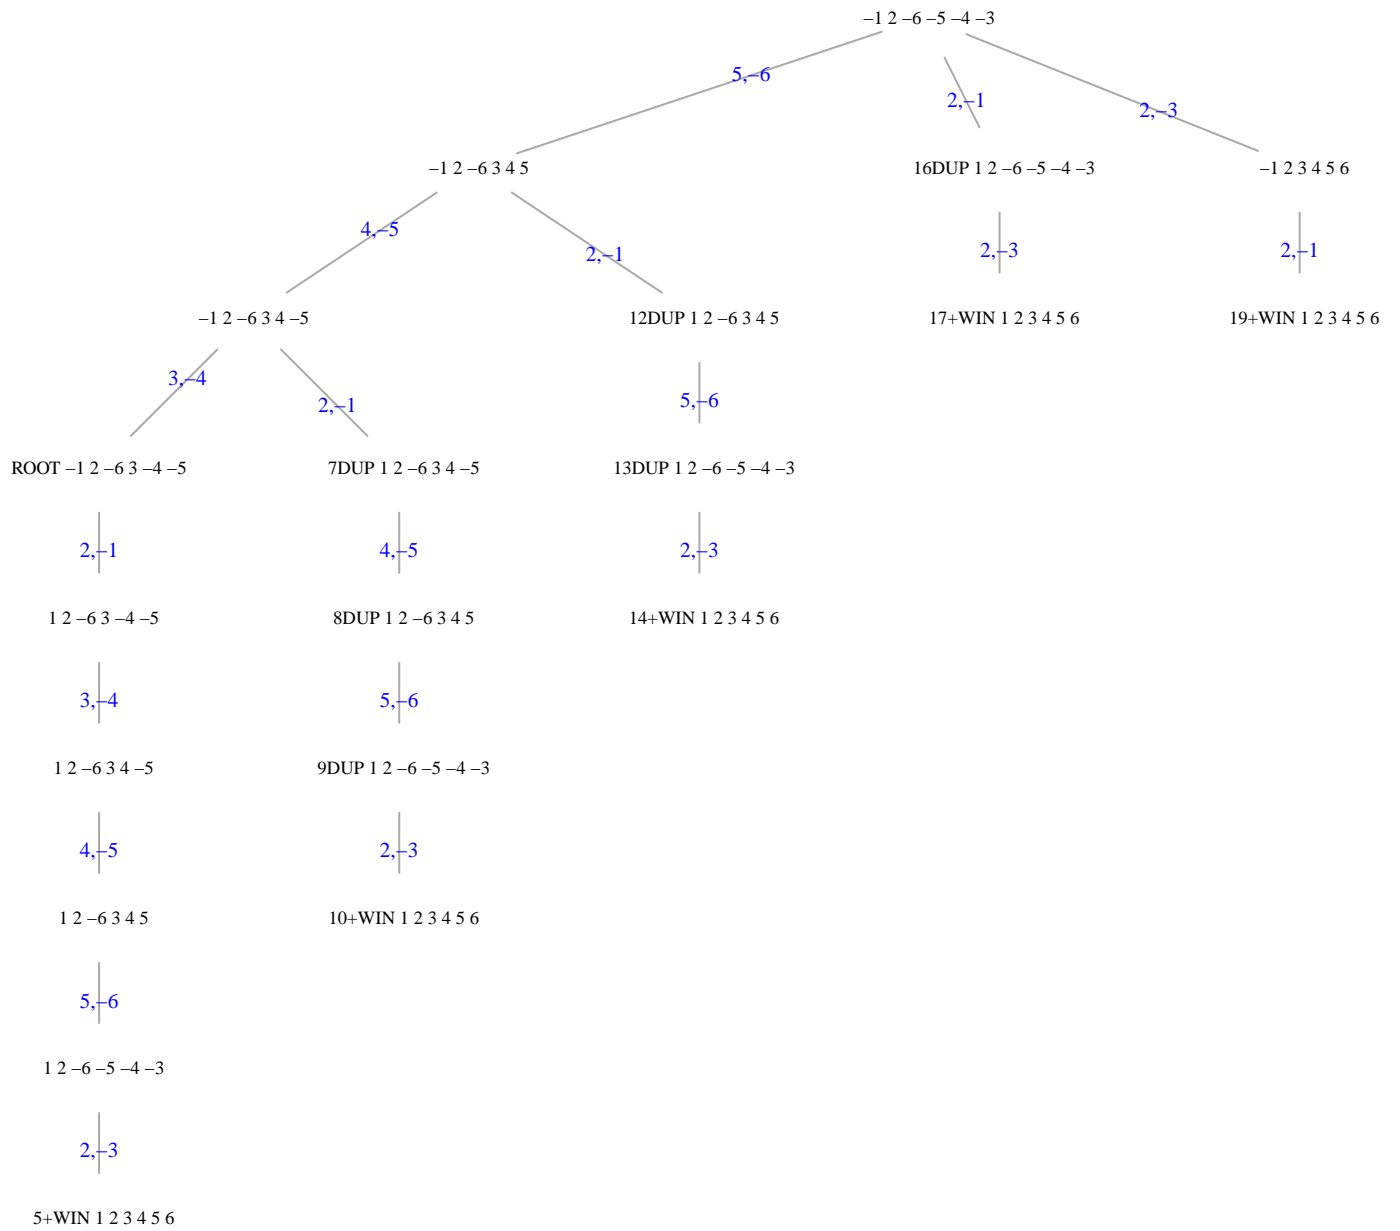 –1 2 –6 –5 –4 –3
5,–6
2,–1
2,–3
–1 2 –6 3 4 5
16DUP 1 2 –6 –5 –4 –3
–1 2 3 4 5 6
4,–5
2,–1
2,–3
2,–1
–1 2 –6 3 4 –5
12DUP 1 2 –6 3 4 5
17+WIN 1 2 3 4 5 6
19+WIN 1 2 3 4 5 6
3,–4
2,–1
5,–6
ROOT –1 2 –6 3 –4 –5
7DUP 1 2 –6 3 4 –5
13DUP 1 2 –6 –5 –4 –3
2,–1
4,–5
2,–3
1 2 –6 3 –4 –5
8DUP 1 2 –6 3 4 5
14+WIN 1 2 3 4 5 6
3,–4
5,–6
1 2 –6 3 4 –5
9DUP 1 2 –6 –5 –4 –3
4,–5
2,–3
1 2 –6 3 4 5
10+WIN 1 2 3 4 5 6
5,–6
1 2 –6 –5 –4 –3
2,–3
5+WIN 1 2 3 4 5 6